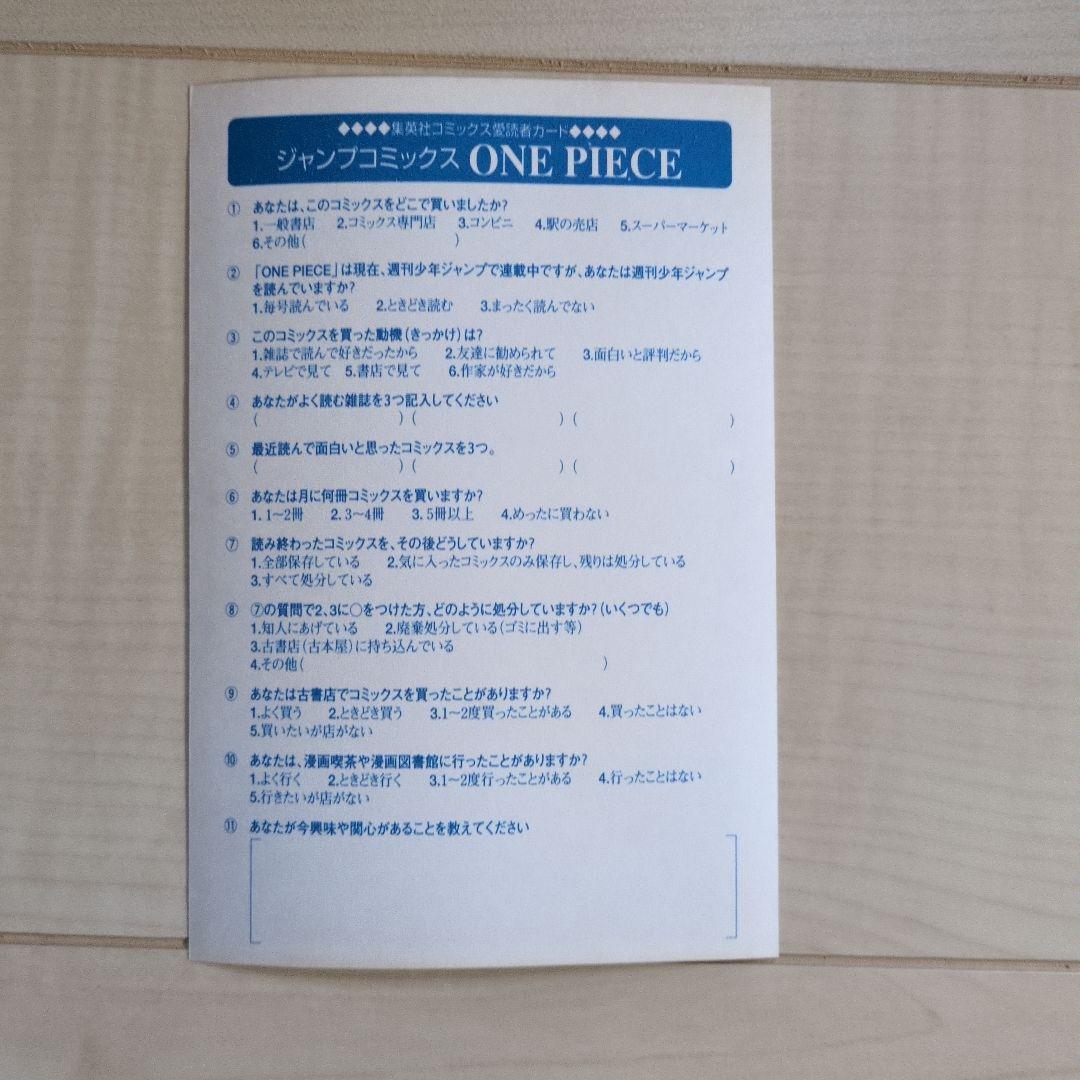 ◆◆◆◆集英社コミックス愛読者カード◆◆◆◆
ジャンプコミックス ONE PIECE
① あなたは、このコミックスをどこで買いましたか?
1.一般書店 2.コミックス専門店 3.コンビニ 4.駅の売店 5.スーパーマーケット
6.その他( )
② 「ONE PIECE」は現在、週刊少年ジャンプで連載中ですが、あなたは週刊少年ジャンプ
を読んでいますか?
1.毎号読んでいる 2.ときどき読む 3.まったく読んでない
③ このコミックスを買った動機(きっかけ)は?
1.雑誌で読んで好きだったから 2.友達に勧められて 3.面白いと評判だから
4.テレビで見て 5.書店で見て 6.作家が好きだから
④ あなたがよく読む雑誌を3つ記入してください
( ) ( ) ( )
⑤ 最近読んで面白いと思ったコミックスを3つ。
( ) ( ) ( )
⑥ あなたは月に何冊コミックスを買いますか?
1. 1〜2冊 2. 3〜4冊 3. 5冊以上 4.めったに買わない
⑦ 読み終わったコミックスを、その後どうしていますか?
1.全部保存している 2.気に入ったコミックスのみ保存し、残りは処分している
3.すべて処分している
⑧ ⑦の質問で2、3に○をつけた方、どのように処分していますか?(いくつでも)
1.知人にあげている 2.廃棄処分している(ゴミに出す等)
3.古書店(古本屋)に持ち込んでいる
4.その他( )
⑨ あなたは古書店でコミックスを買ったことがありますか?
1.よく買う 2.ときどき買う 3.1〜2度買ったことがある 4.買ったことはない
5.買いたいが店がない
⑩ あなたは、漫画喫茶や漫画図書館に行ったことがありますか?
1.よく行く 2.ときどき行く 3.1〜2度行ったことがある 4.行ったことはない
5.行きたいが店がない
⑪ あなたが今興味や関心があることを教えてください